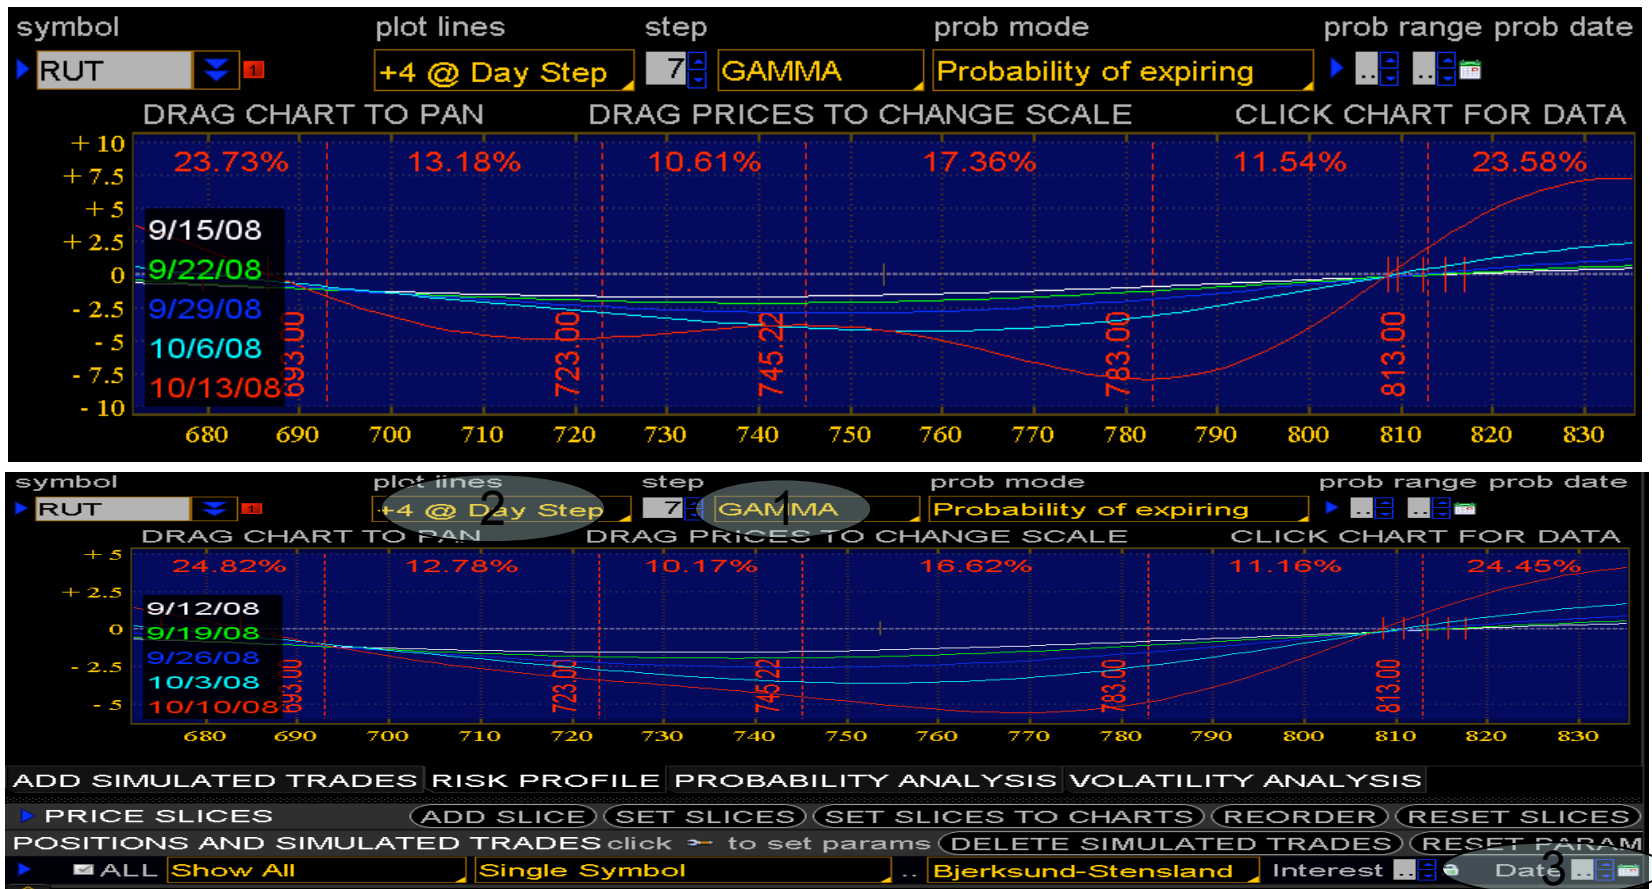 symbol plot lines step prob mode prob range prob date
RUT 1 +4 @ Day Step 7 GAMMA Probability of expiring .. ..
DRAG CHART TO PAN DRAG PRICES TO CHANGE SCALE CLICK CHART FOR DATA
+ 10
+ 7.5
+ 5
+ 2.5
0
- 2.5
- 5
- 7.5
- 10
23.73% 13.18% 10.61% 17.36% 11.54% 23.58%
9/15/08
9/22/08
9/29/08
10/6/08
10/13/08
693.00 723.00 745.22 783.00 813.00
680 690 700 710 720 730 740 750 760 770 780 790 800 810 820 830
symbol plot lines step prob mode prob range prob date
RUT 1 +4 @ Day Step 2 7 GAMMA 1 Probability of expiring .. ..
DRAG CHART TO PAN DRAG PRICES TO CHANGE SCALE CLICK CHART FOR DATA
+ 5
+ 2.5
0
- 2.5
- 5
24.82% 12.78% 10.17% 16.62% 11.16% 24.45%
9/12/08
9/19/08
9/26/08
10/3/08
10/10/08
693.00 723.00 745.22 783.00 813.00
680 690 700 710 720 730 740 750 760 770 780 790 800 810 820 830
ADD SIMULATED TRADES RISK PROFILE PROBABILITY ANALYSIS VOLATILITY ANALYSIS
PRICE SLICES ADD SLICE SET SLICES SET SLICES TO CHARTS REORDER RESET SLICES
POSITIONS AND SIMULATED TRADES click to set params DELETE SIMULATED TRADES RESET PARAM
ALL Show All Single Symbol .. Bjerksund-Stensland Interest .. Date 3 ..